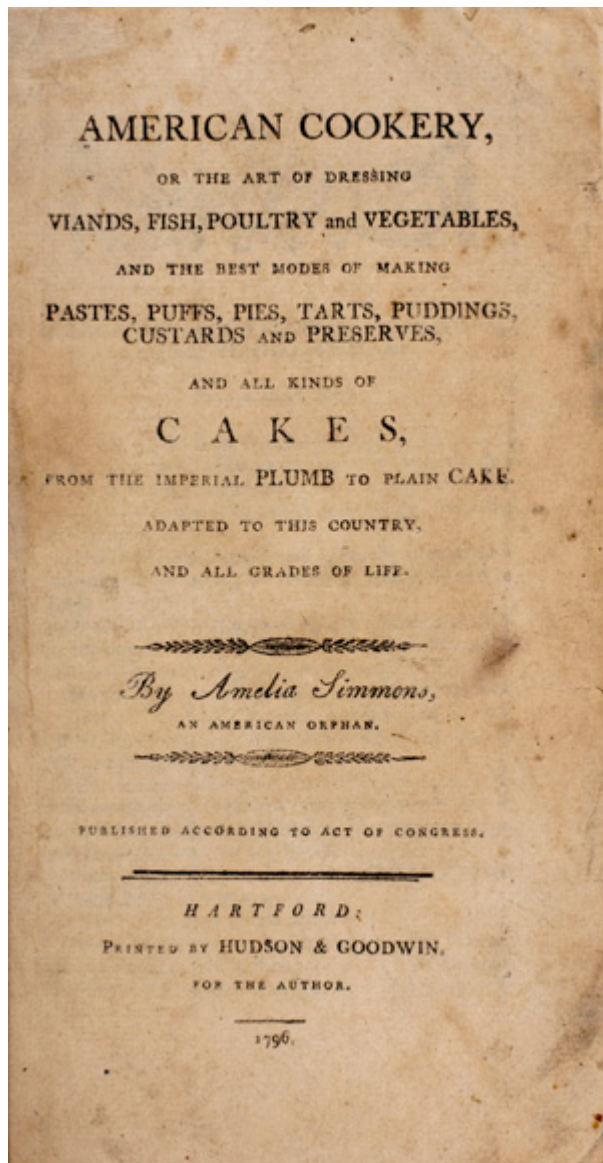 AMERICAN COOKERY,
OR THE ART OF DRESSING
VIANDS, FISH, POULTRY and VEGETABLES,
AND THE BEST MODES OF MAKING
PASTES, PUFFS, PIES, TARTS, PUDDINGS,
CUSTARDS AND PRESERVES,
AND ALL KINDS OF
CAKES,
FROM THE IMPERIAL PLUMB TO PLAIN CAKE.
ADAPTED TO THIS COUNTRY,
AND ALL GRADES OF LIFE.
By Amelia Simmons,
AN AMERICAN ORPHAN.
PUBLISHED ACCORDING TO ACT OF CONGRESS.
HARTFORD:
PRINTED BY HUDSON & GOODWIN,
FOR THE AUTHOR.
1796.